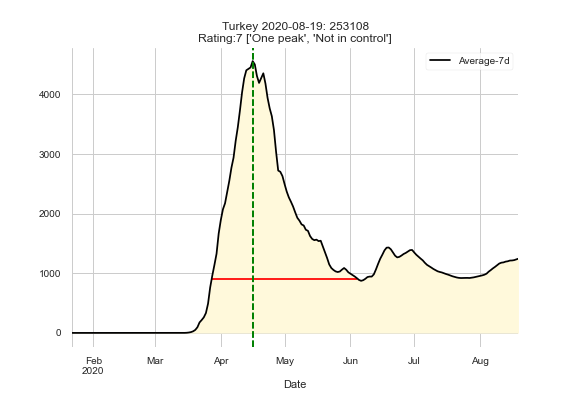 Turkey 2020-08-19: 253108
Rating:7 ['One peak', 'Not in control']
Average-7d
4000
3000
2000
1000
0
Feb Mar Apr May Jun Jul Aug
2020
Date